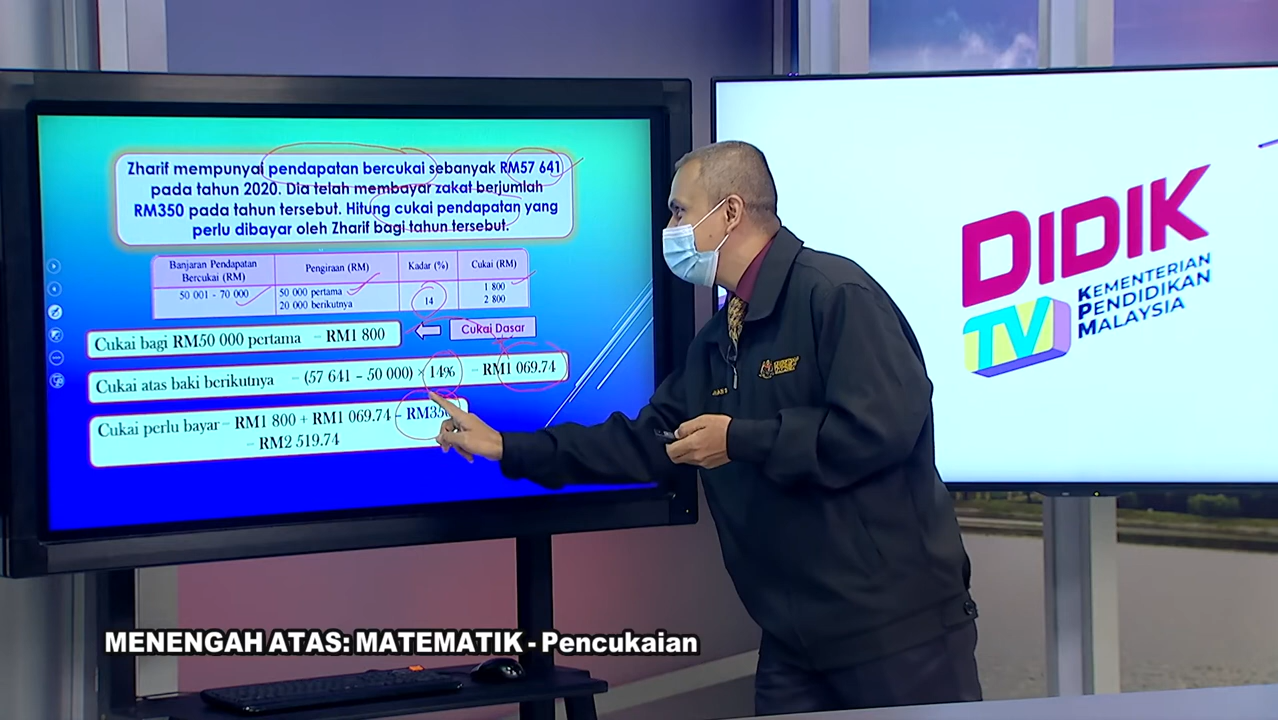 Zharif mempunyai pendapatan bercukai sebanyak RM57 641
pada tahun 2020. Dia telah membayar zakat berjumlah
RM350 pada tahun tersebut. Hitung cukai pendapatan yang
perlu dibayar oleh Zharif bagi tahun tersebut.
Banjaran Pendapatan
Bercukai (RM)
Pengiraan (RM)
Kadar (%)
Cukai (RM)
50 001 - 70 000
50 000 pertama
20 000 berikutnya
14
1 800
2 800
Cukai bagi RM50 000 pertama = RM1 800
Cukai Dasar
Cukai atas baki berikutnya = (57 641 – 50 000) × 14% = RM1 069.74
Cukai perlu bayar = RM1 800 + RM1 069.74 – RM350
= RM2 519.74
DIDIK
TV
KEMENTERIAN
PENDIDIKAN
MALAYSIA
MENENGAH ATAS: MATEMATIK - Pencukaian